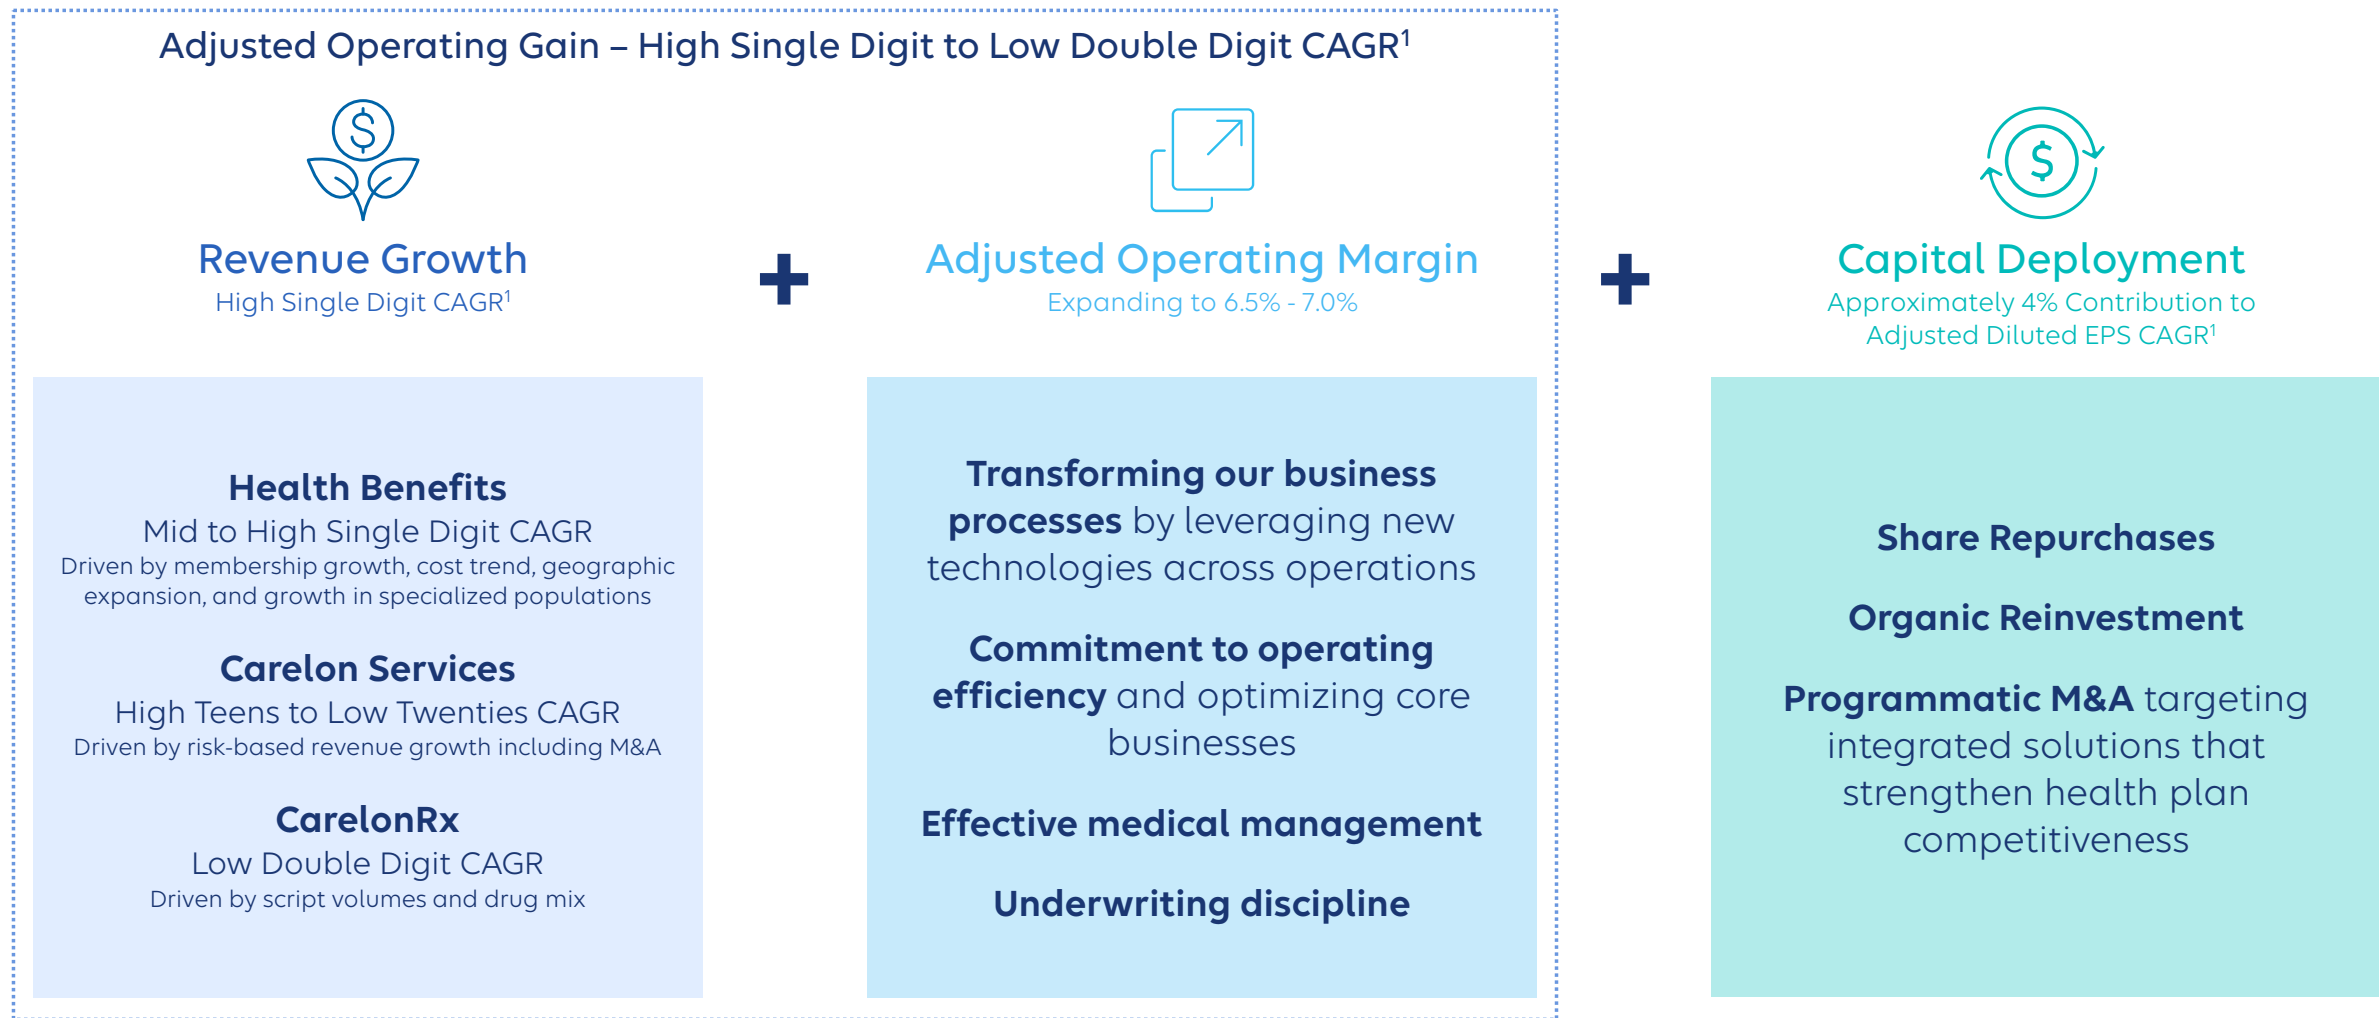 Adjusted Operating Gain – High Single Digit to Low Double Digit CAGR¹
Revenue Growth
High Single Digit CAGR¹
+
Adjusted Operating Margin
Expanding to 6.5% - 7.0%
+
Capital Deployment
Approximately 4% Contribution to
Adjusted Diluted EPS CAGR¹
Health Benefits
Mid to High Single Digit CAGR
Driven by membership growth, cost trend, geographic
expansion, and growth in specialized populations
Carelon Services
High Teens to Low Twenties CAGR
Driven by risk-based revenue growth including M&A
CarelonRx
Low Double Digit CAGR
Driven by script volumes and drug mix
Transforming our business
processes by leveraging new
technologies across operations
Commitment to operating
efficiency and optimizing core
businesses
Effective medical management
Underwriting discipline
Share Repurchases
Organic Reinvestment
Programmatic M&A targeting
integrated solutions that
strengthen health plan
competitiveness